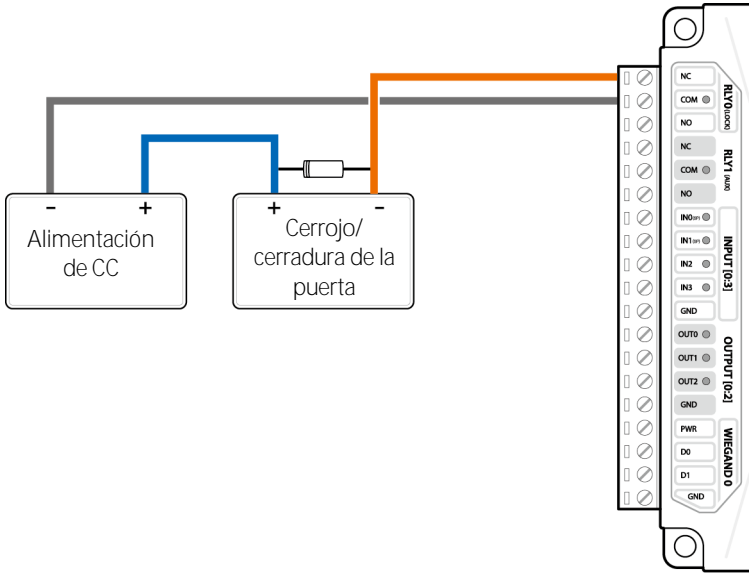 NC
COM
NO
RLY0 (LOCK)
NC
COM
NO
RLY1 (AUX)
- +
Alimentación
de CC
+ -
Cerrojo/
cerradura de la
puerta
IN0(SPI)
IN1(SPI)
IN2
IN3
GND
INPUT [0:3]
OUT0
OUT1
OUT2
GND
OUTPUT [0:2]
PWR
D0
D1
GND
WIEGAND 0